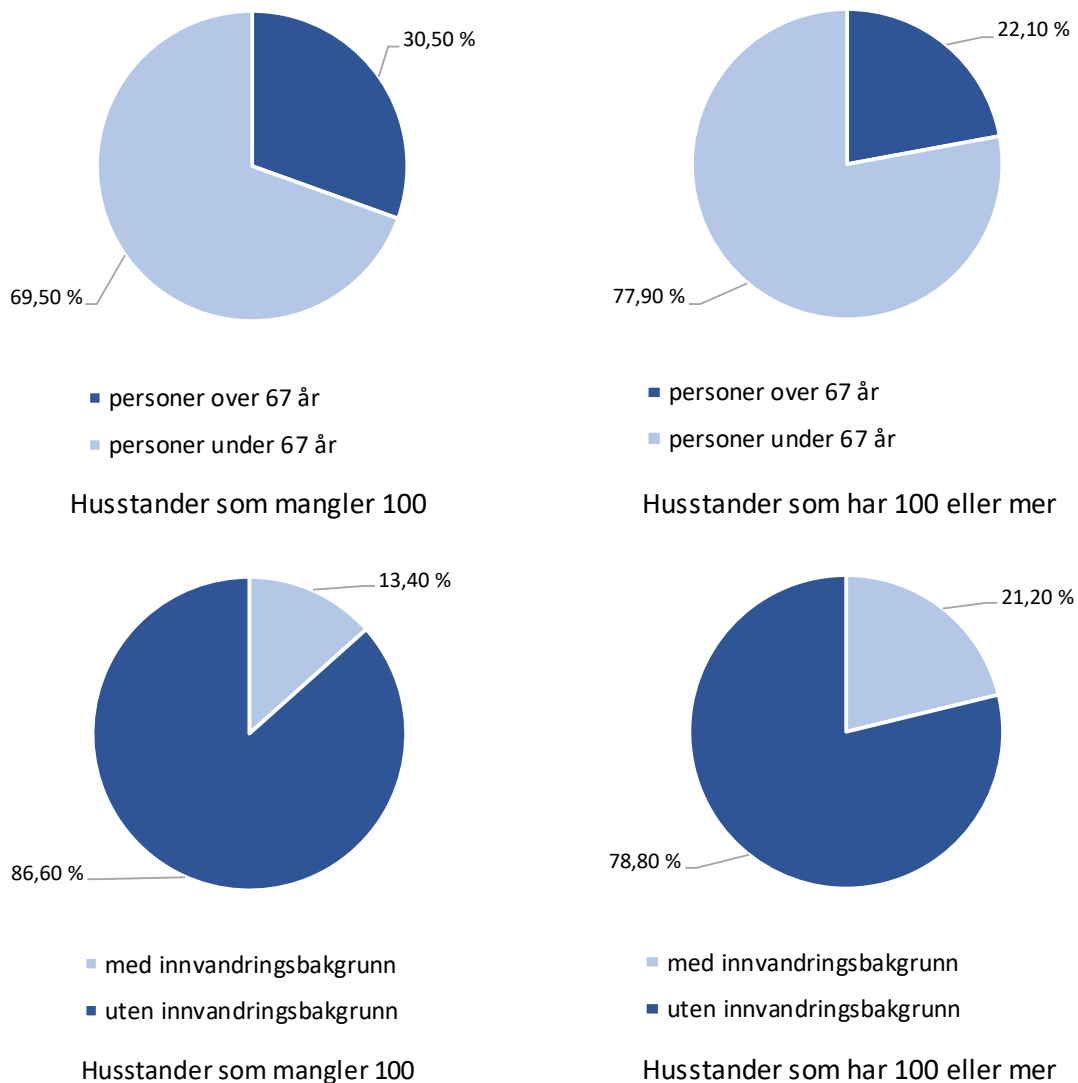 30,50 %
69,50 %
personer over 67 år
personer under 67 år
Husstander som mangler 100
22,10 %
77,90 %
personer over 67 år
personer under 67 år
Husstander som har 100 eller mer
13,40 %
86,60 %
med innvandringsbakgrunn
uten innvandringsbakgrunn
Husstander som mangler 100
21,20 %
78,80 %
med innvandringsbakgrunn
uten innvandringsbakgrunn
Husstander som har 100 eller mer